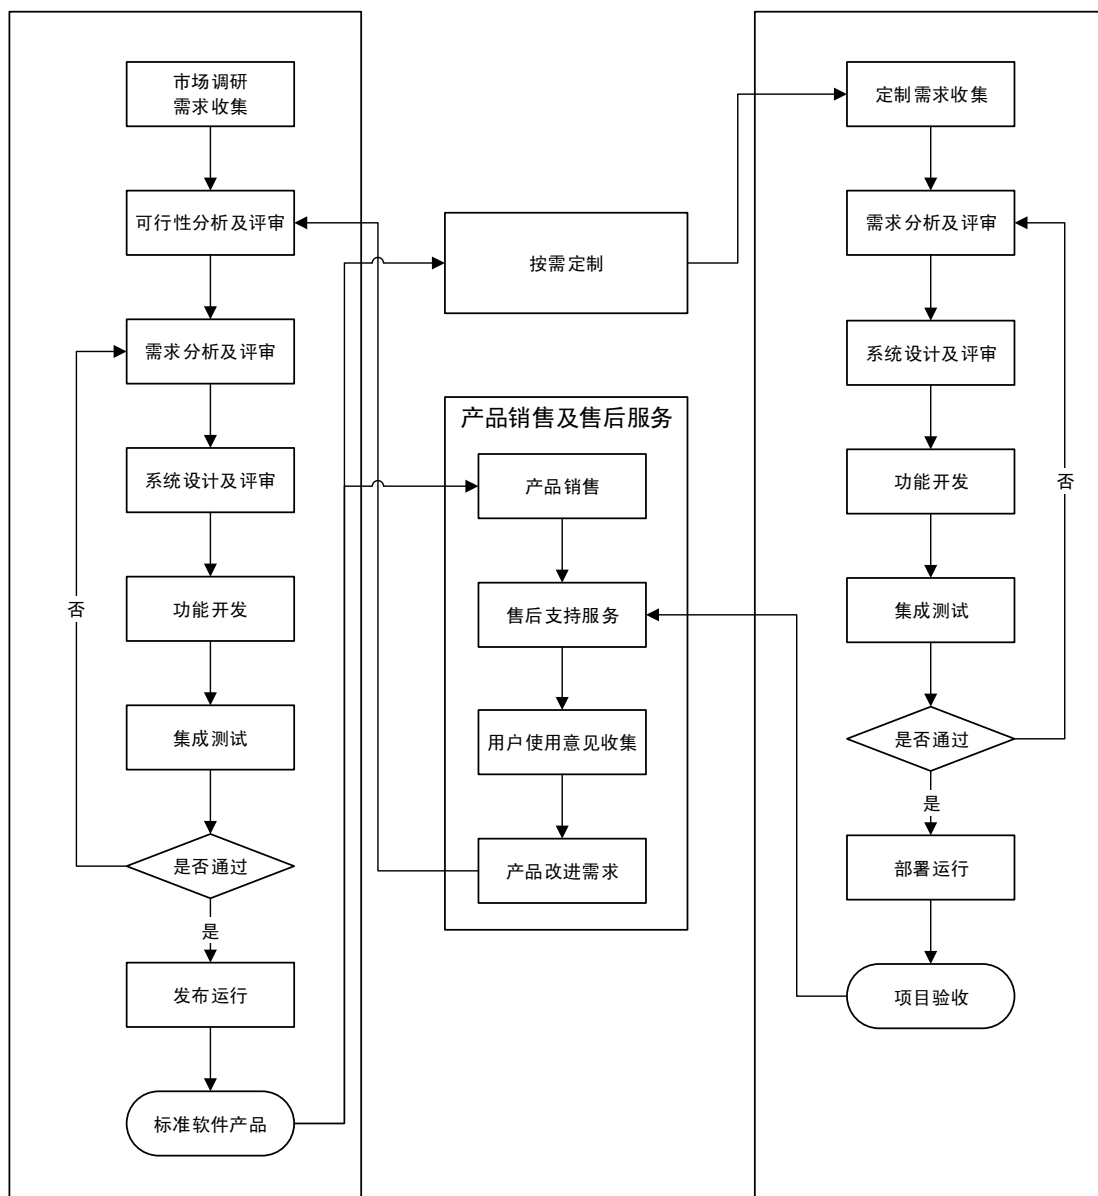 市场调研
需求收集
可行性分析及评审
需求分析及评审
系统设计及评审
功能开发
否
集成测试
是否通过
是
发布运行
标准软件产品
按需定制
产品销售及售后服务
产品销售
售后支持服务
用户使用意见收集
产品改进需求
定制需求收集
需求分析及评审
系统设计及评审
功能开发
否
集成测试
是否通过
是
部署运行
项目验收